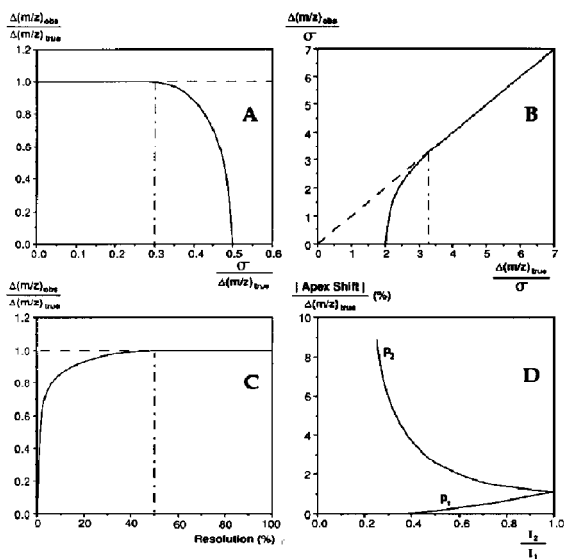 Δ(m/z)obs
Δ(m/z)true
1.2
1.0
0.8
0.6
0.4
0.2
0.0
A
0.0 0.1 0.2 0.3 0.4 0.5 0.6
σ
Δ(m/z)true
Δ(m/z)obs
σ
7
6
5
4
3
2
1
0
B
0 1 2 3 4 5 6 7
Δ(m/z)true
σ
Δ(m/z)obs
Δ(m/z)true
1.2
1.0
0.8
0.6
0.4
0.2
0.0
C
0 20 40 60 80 100
Resolution (%)
| Apex Shift | (%)
Δ(m/z)true
10
8
6
4
2
0
P2
D
P1
0.0 0.2 0.4 0.6 0.8 1.0
I2
I1